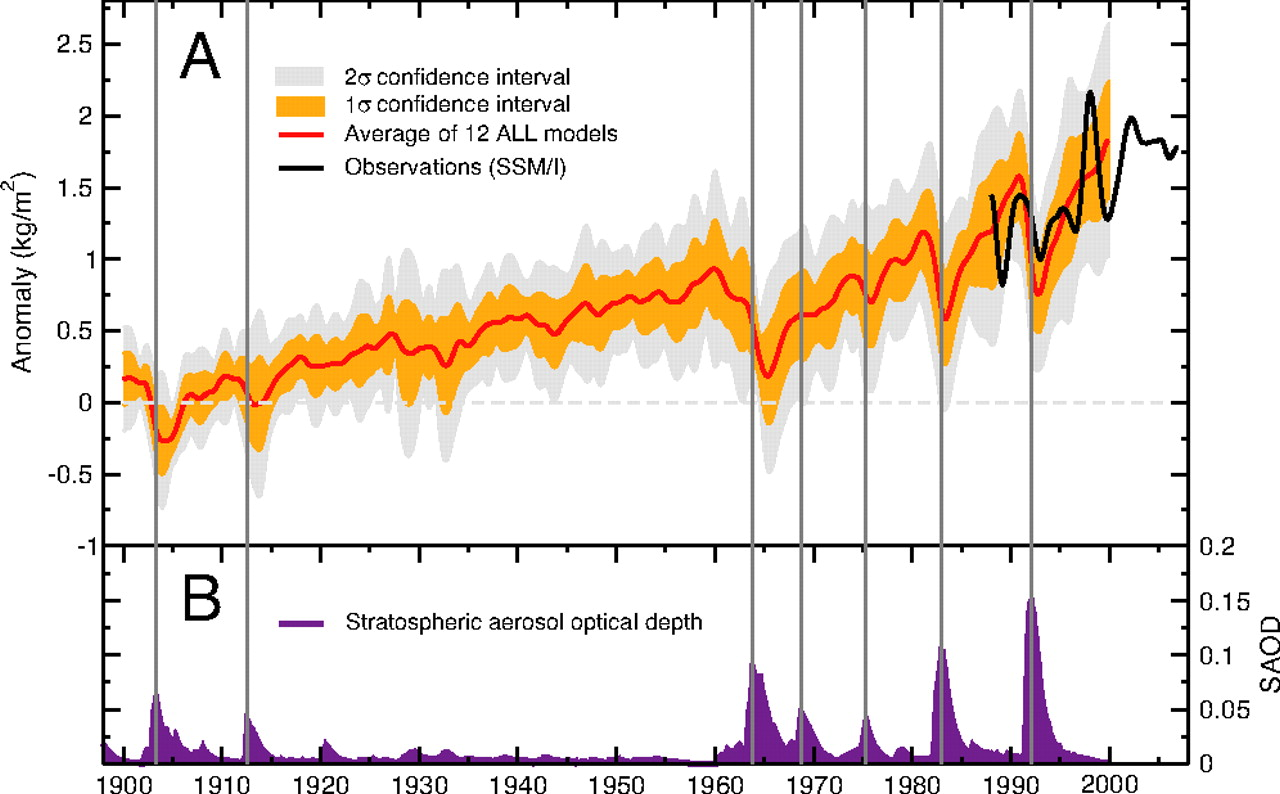 A
2σ confidence interval
1σ confidence interval
Average of 12 ALL models
Observations (SSM/I)
Anomaly (kg/m²)
2.5
2
1.5
1
0.5
0
-0.5
-1
B
Stratospheric aerosol optical depth
0.2
0.15
0.1
0.05
0
SAOD
1900 1910 1920 1930 1940 1950 1960 1970 1980 1990 2000